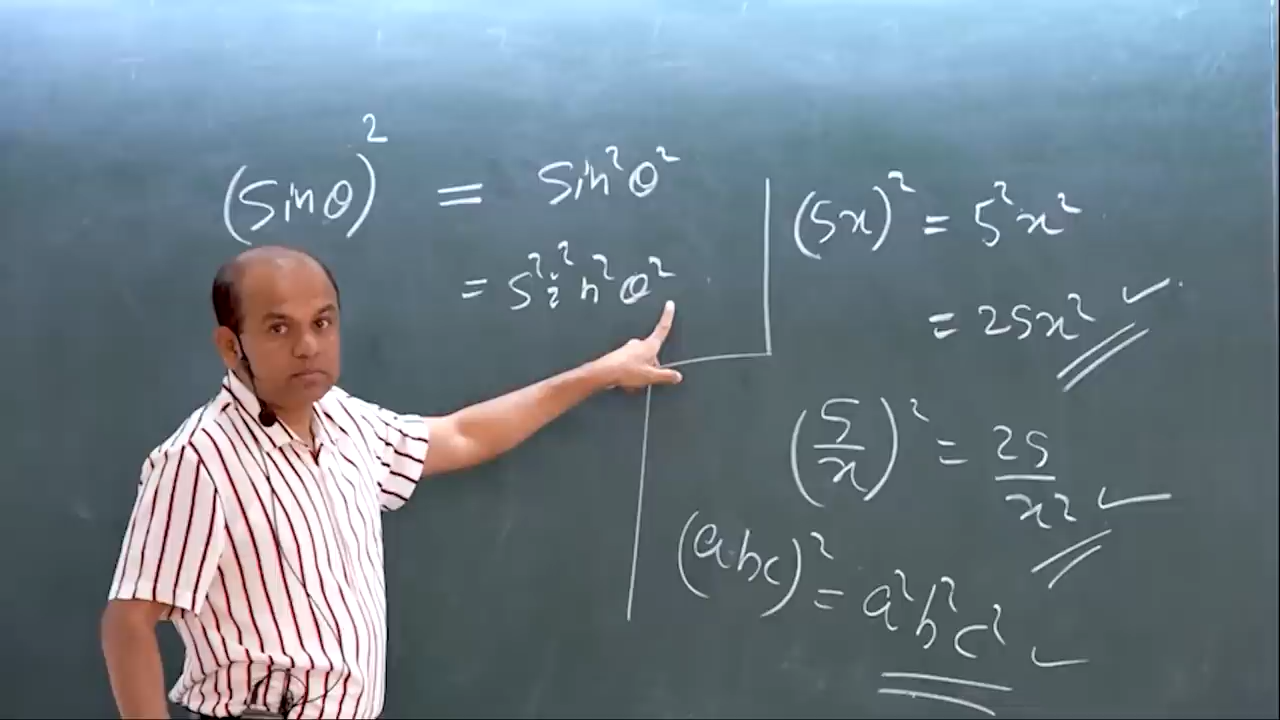 (Sinθ)² = Sin²θ²
= S²i²n²θ²
(5x)² = 5²x²
= 25x² ✓
(5/x)² = 25/x² ✓
(abc)² = a²b²c² ✓